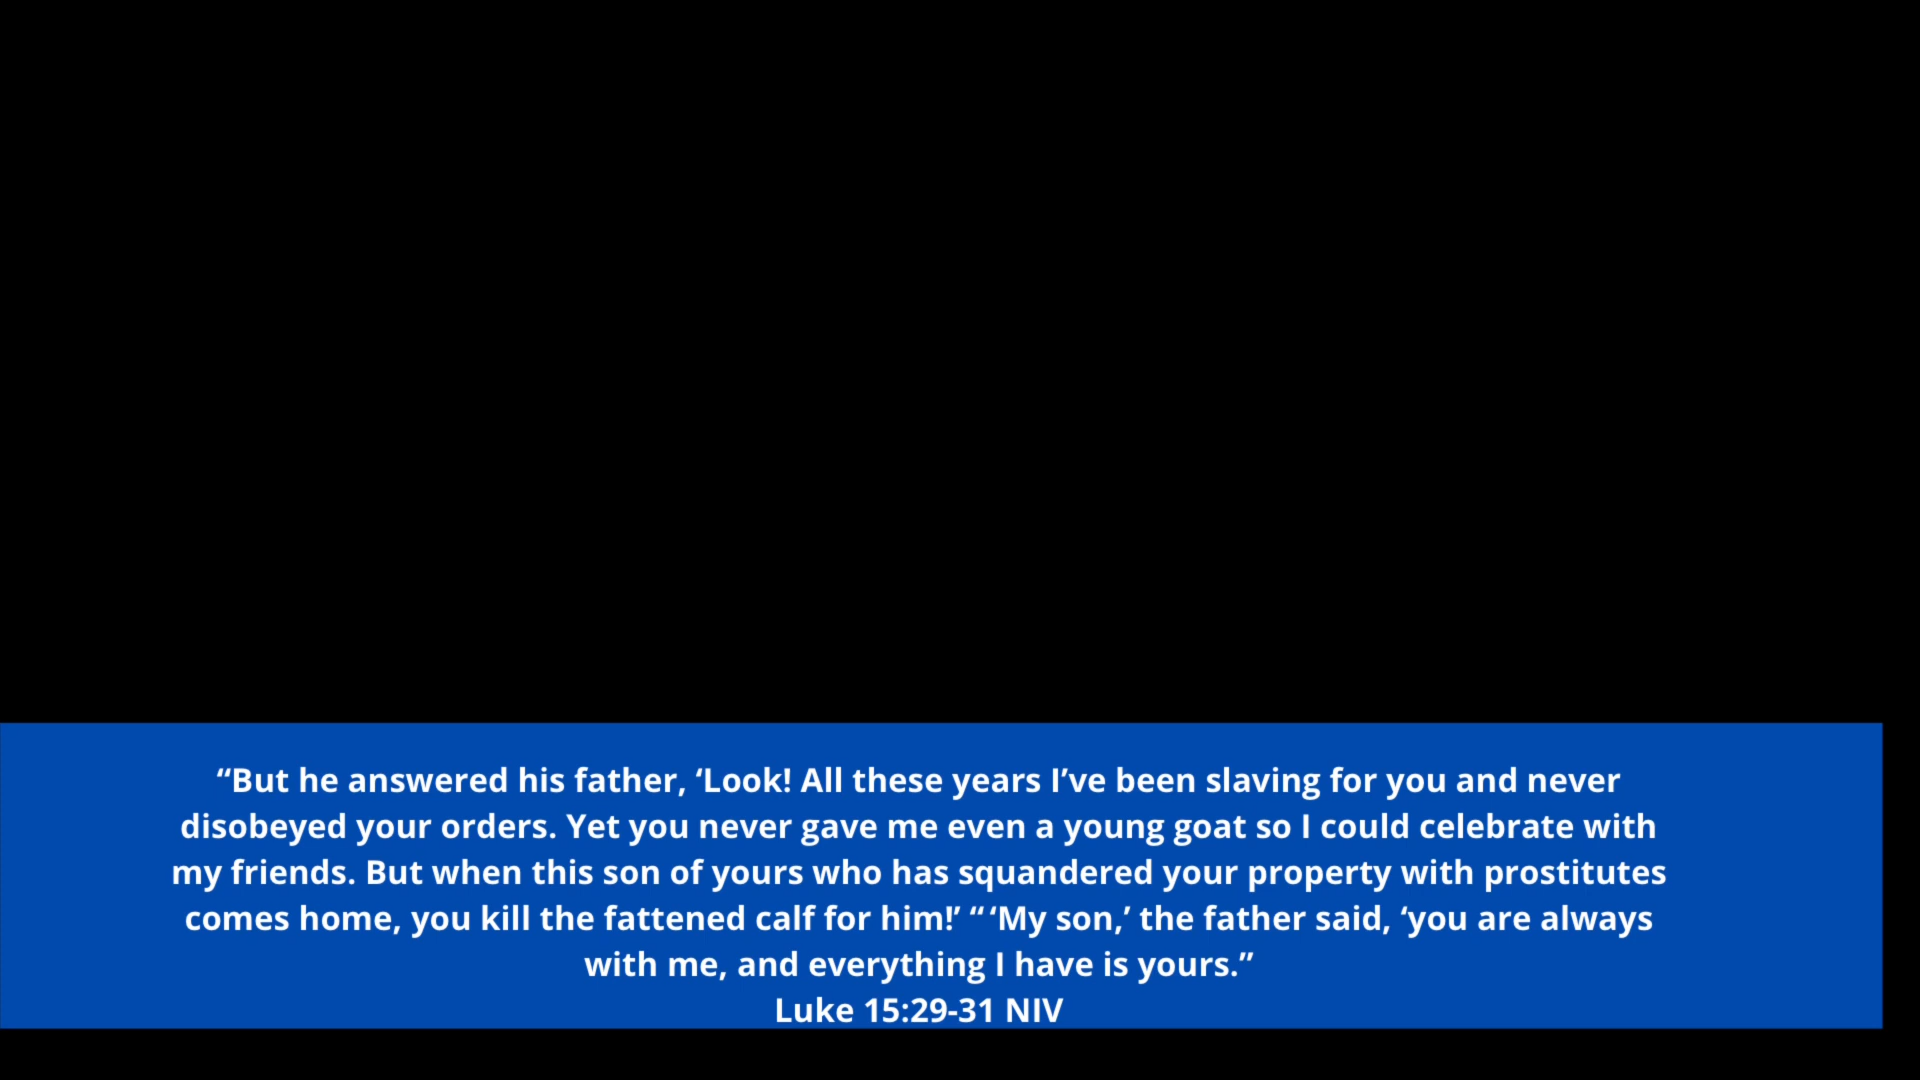 “But he answered his father, ‘Look! All these years I’ve been slaving for you and never
disobeyed your orders. Yet you never gave me even a young goat so I could celebrate with
my friends. But when this son of yours who has squandered your property with prostitutes
comes home, you kill the fattened calf for him!’ “ ‘My son,’ the father said, ‘you are always
with me, and everything I have is yours.”
Luke 15:29-31 NIV